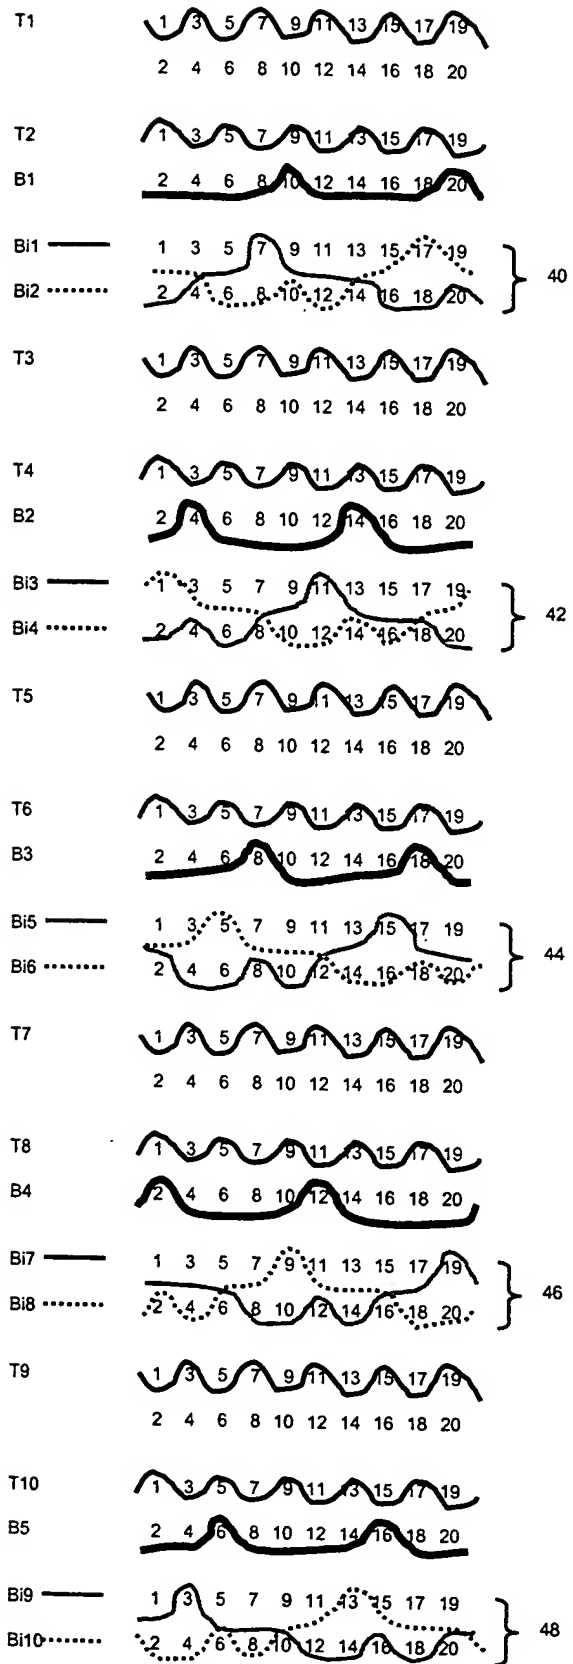 T1 1 3 5 7 9 11 13 15 17 19
2 4 6 8 10 12 14 16 18 20
T2 1 3 5 7 9 11 13 15 17 19
B1 2 4 6 8 10 12 14 16 18 20
Bi1 1 3 5 7 9 11 13 15 17 19
40
Bi2 2 4 6 8 10 12 14 16 18 20
T3 1 3 5 7 9 11 13 15 17 19
2 4 6 8 10 12 14 16 18 20
T4 1 3 5 7 9 11 13 15 17 19
B2 2 4 6 8 10 12 14 16 18 20
Bi3 1 3 5 7 9 11 13 15 17 19
42
Bi4 2 4 6 8 10 12 14 16 18 20
T5 1 3 5 7 9 11 13 15 17 19
2 4 6 8 10 12 14 16 18 20
T6 1 3 5 7 9 11 13 15 17 19
B3 2 4 6 8 10 12 14 16 18 20
Bi5 1 3 5 7 9 11 13 15 17 19
44
Bi6 2 4 6 8 10 12 14 16 18 20
T7 1 3 5 7 9 11 13 15 17 19
2 4 6 8 10 12 14 16 18 20
T8 1 3 5 7 9 11 13 15 17 19
B4 2 4 6 8 10 12 14 16 18 20
Bi7 1 3 5 7 9 11 13 15 17 19
46
Bi8 2 4 6 8 10 12 14 16 18 20
T9 1 3 5 7 9 11 13 15 17 19
2 4 6 8 10 12 14 16 18 20
T10 1 3 5 7 9 11 13 15 17 19
B5 2 4 6 8 10 12 14 16 18 20
Bi9 1 3 5 7 9 11 13 15 17 19
48
Bi10 2 4 6 8 10 12 14 16 18 20